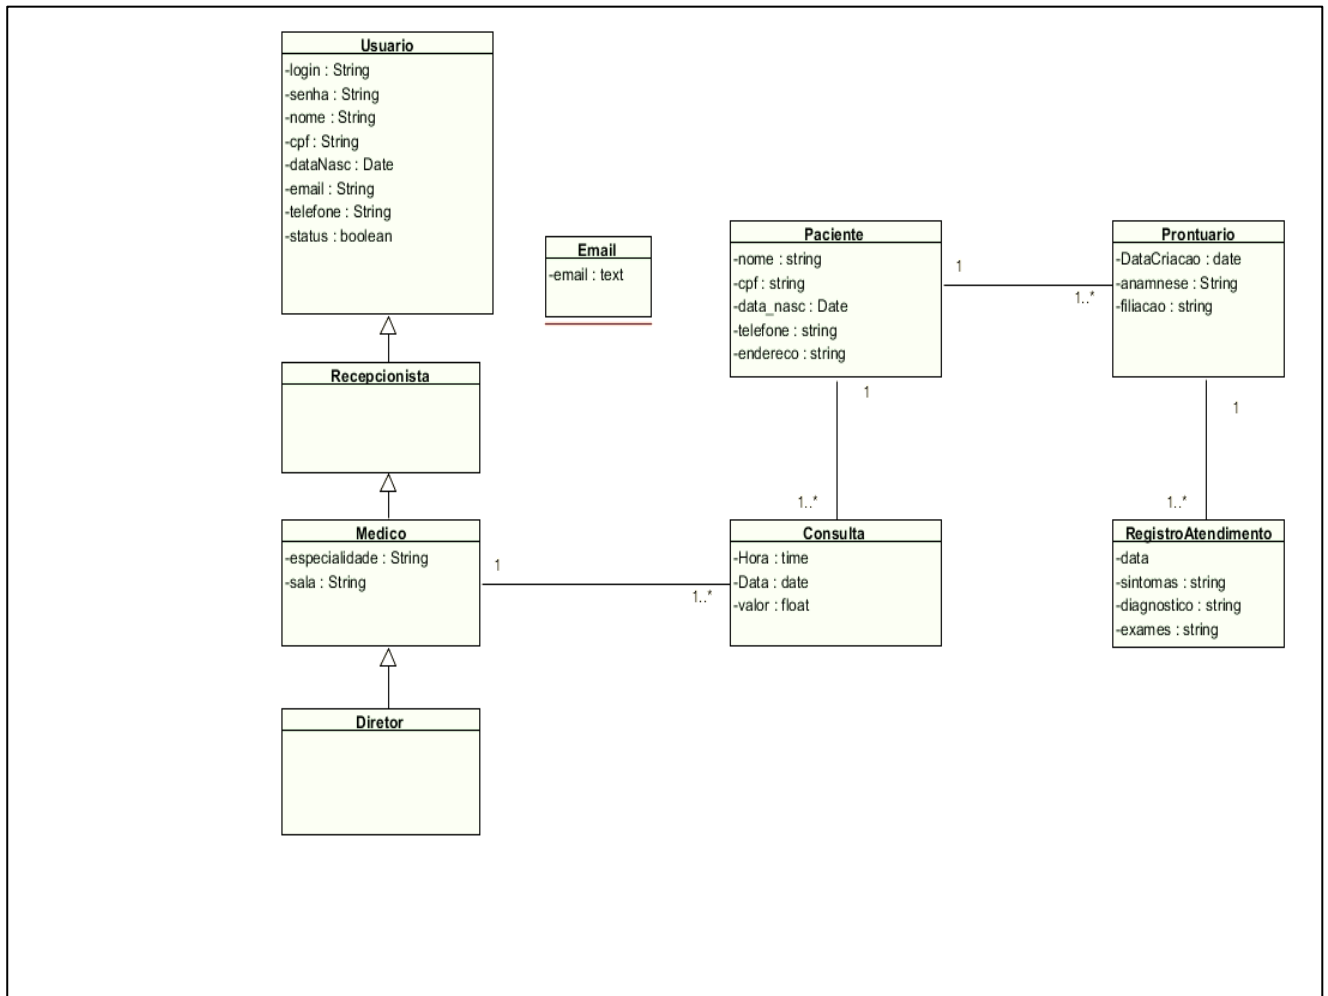 Usuario
-login : String
-senha : String
-nome : String
-cpf : String
-dataNasc : Date
-email : String
-telefone : String
-status : boolean
Email
-email : text
Paciente
-nome : string
-cpf : string
-data_nasc : Date
-telefone : string
-endereco : string
1
1..*
Prontuario
-DataCriacao : date
-anamnese : String
-filiacao : string
Recepcionista
1
1..*
1
1..*
Medico
-especialidade : String
-sala : String
1
1..*
Consulta
-Hora : time
-Data : date
-valor : float
RegistroAtendimento
-data
-sintomas : string
-diagnostico : string
-exames : string
Diretor